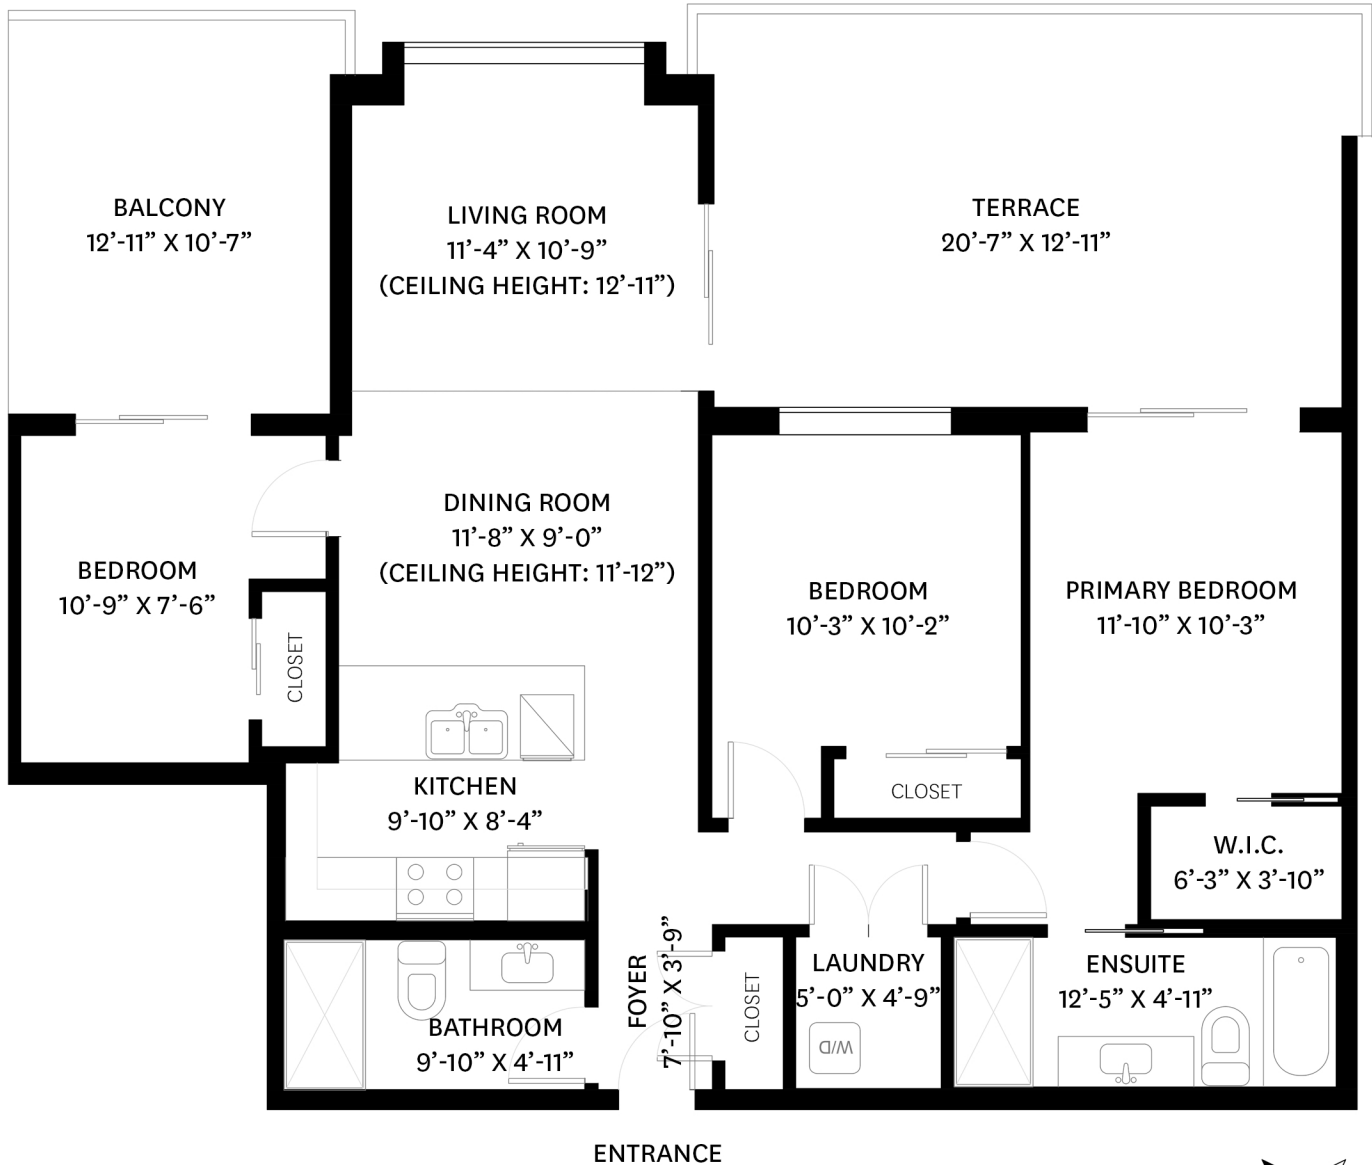 BALCONY
12’-11” X 10’-7”
LIVING ROOM
11’-4” X 10’-9”
(CEILING HEIGHT: 12’-11”)
TERRACE
20’-7” X 12’-11”
DINING ROOM
11’-8” X 9’-0”
(CEILING HEIGHT: 11’-12”)
BEDROOM
10’-9” X 7’-6”
CLOSET
BEDROOM
10’-3” X 10’-2”
PRIMARY BEDROOM
11’-10” X 10’-3”
KITCHEN
9’-10” X 8’-4”
CLOSET
W.I.C.
6’-3” X 3’-10”
BATHROOM
9’-10” X 4’-11”
FOYER
7’-10” X 3’-9”
CLOSET
LAUNDRY
5’-0” X 4’-9”
W/D
ENSUITE
12’-5” X 4’-11”
ENTRANCE